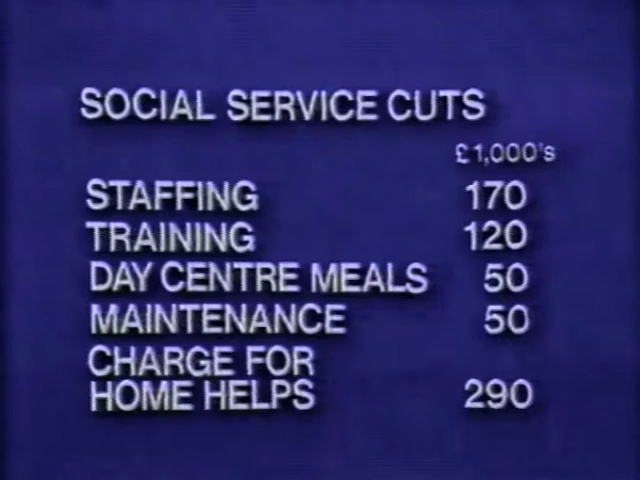 SOCIAL SERVICE CUTS
£1,000's
STAFFING 170
TRAINING 120
DAY CENTRE MEALS 50
MAINTENANCE 50
CHARGE FOR
HOME HELPS 290